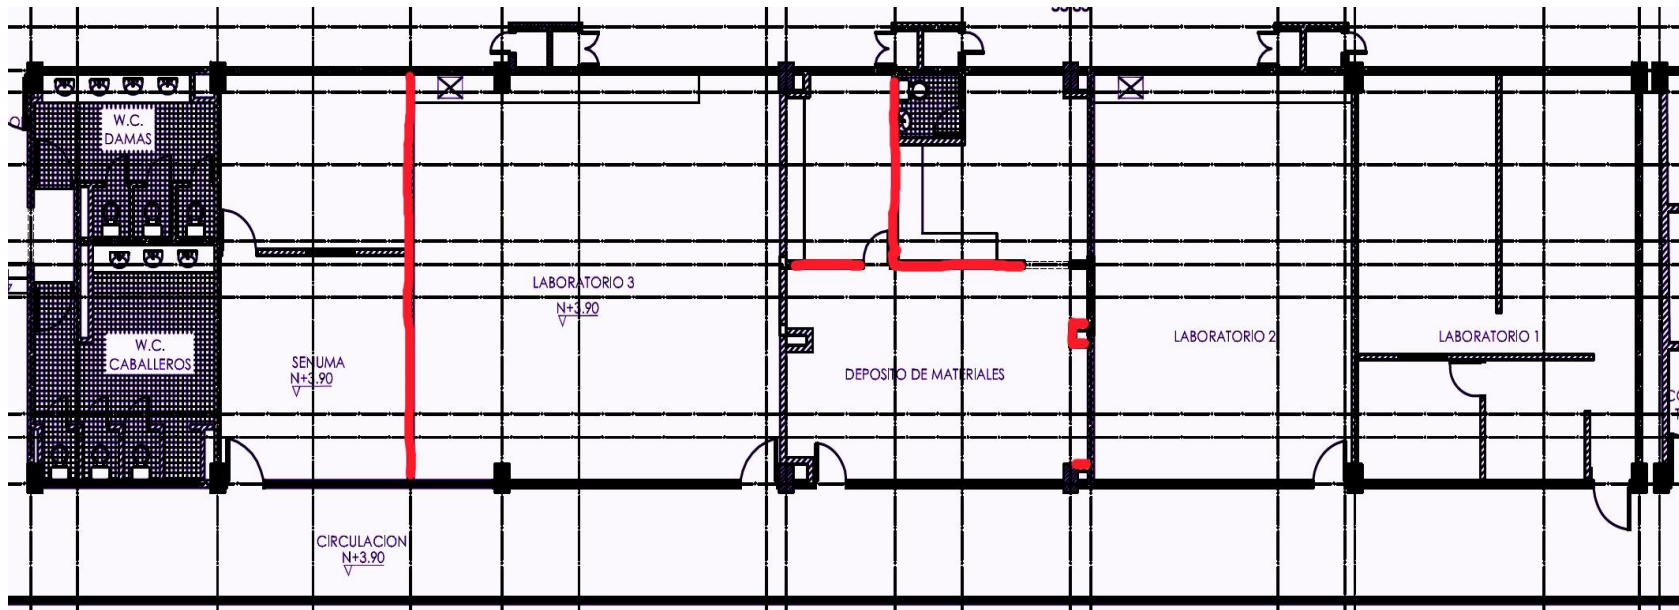 W.C.
DAMAS
LABORATORIO 3
N+3.90
W.C.
CABALLEROS
SENUMA
N+3.90
DEPOSITO DE MATERIALES
LABORATORIO 2
LABORATORIO 1
CIRCULACION
N+3.90